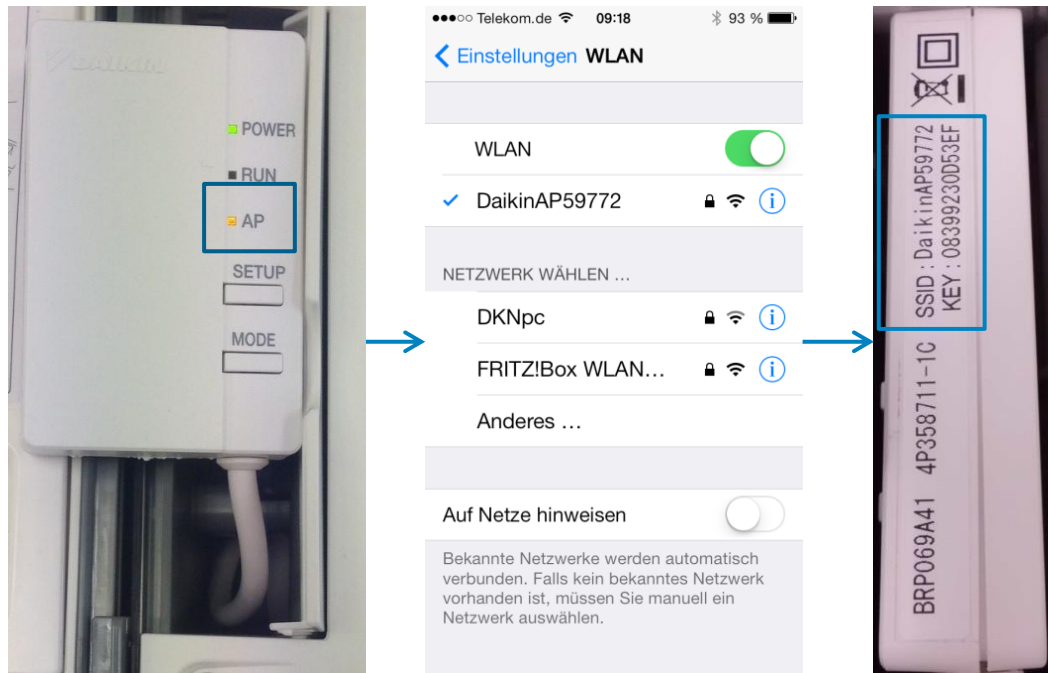 DAIKIN
POWER
RUN
AP
SETUP
MODE
Telekom.de 09:18 93 %
Einstellungen WLAN
WLAN
DaikinAP59772
NETZWERK WÄHLEN ...
DKNpc
FRITZ!Box WLAN...
Anderes ...
Auf Netze hinweisen
Bekannte Netzwerke werden automatisch
verbunden. Falls kein bekanntes Netzwerk
vorhanden ist, müssen Sie manuell ein
Netzwerk auswählen.
SSID : DaikinAP59772
KEY : 08399230D53EF
BRP069A41 4P358711-1C